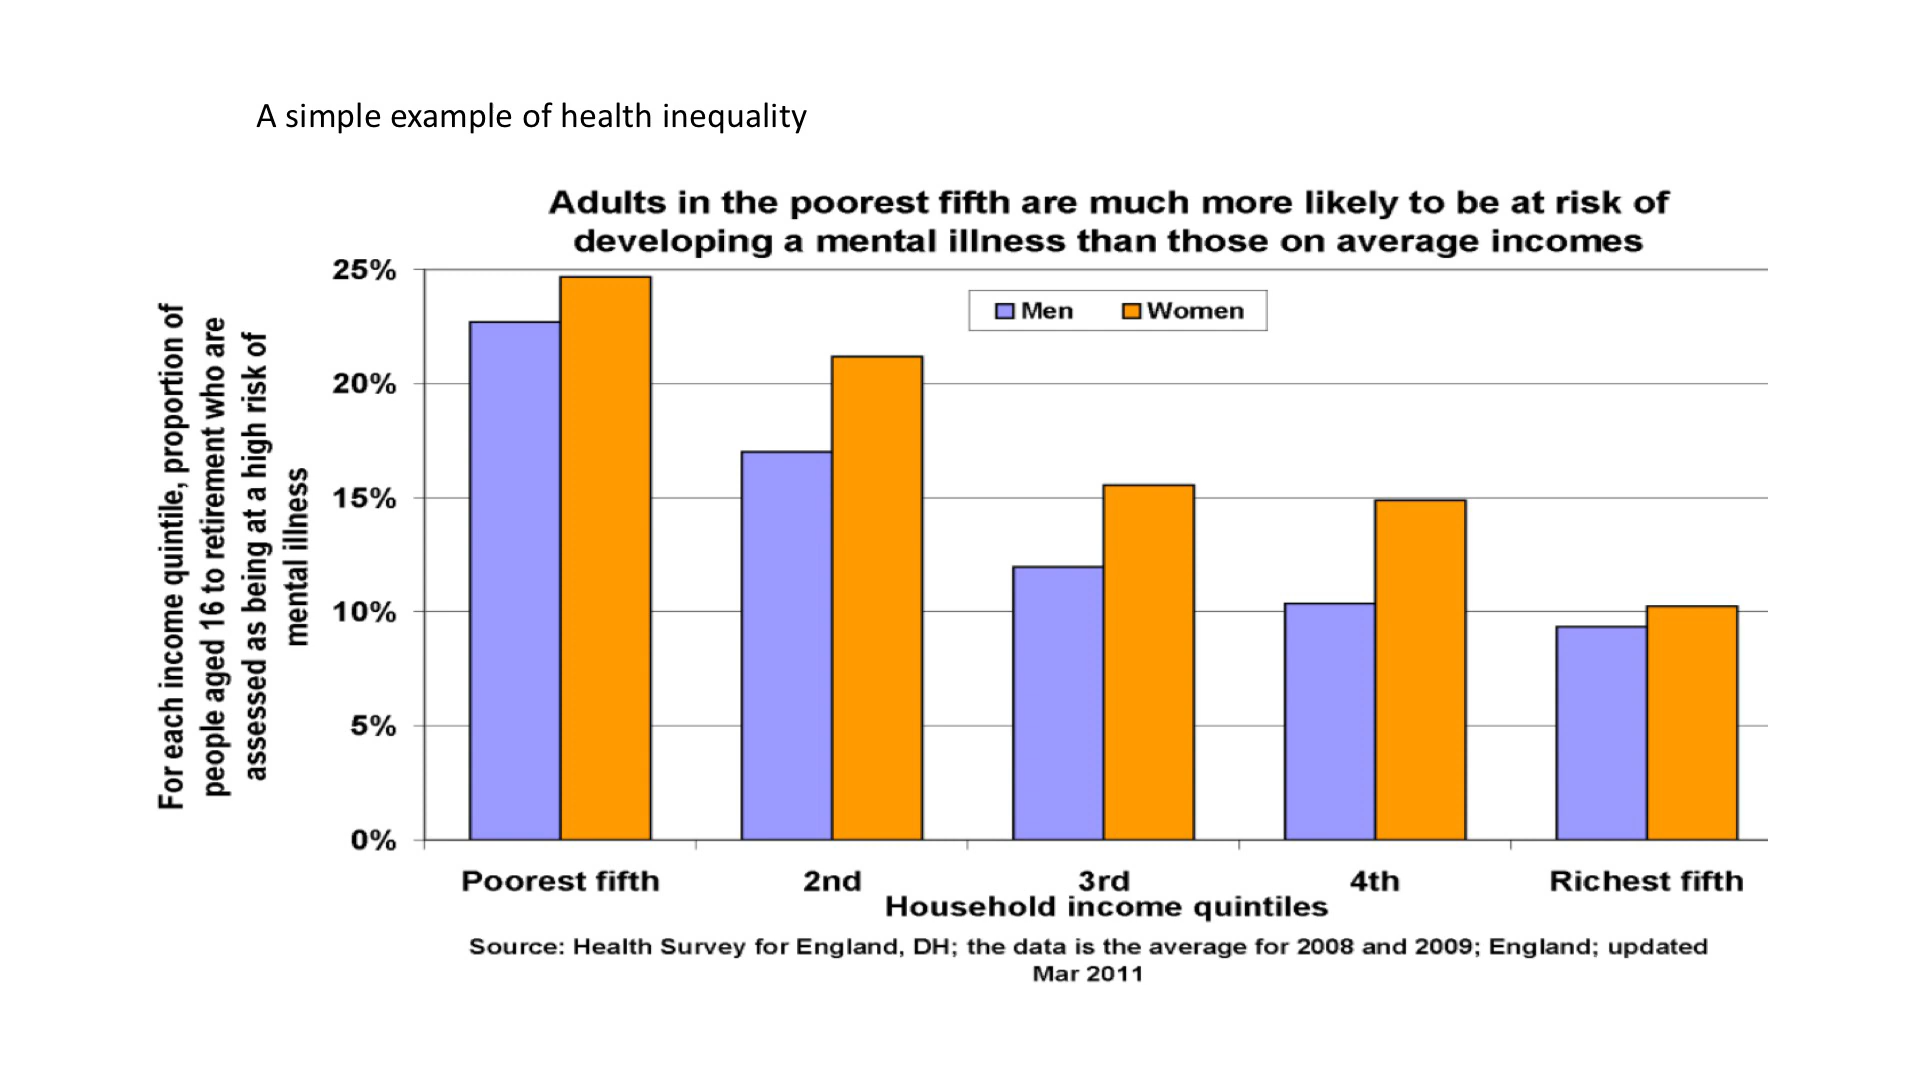 A simple example of health inequality
Adults in the poorest fifth are much more likely to be at risk of
developing a mental illness than those on average incomes
For each income quintile, proportion of
people aged 16 to retirement who are
assessed as being at a high risk of
mental illness
25%
20%
15%
10%
5%
0%
Men Women
Poorest fifth 2nd 3rd 4th Richest fifth
Household income quintiles
Source: Health Survey for England, DH; the data is the average for 2008 and 2009; England; updated
Mar 2011